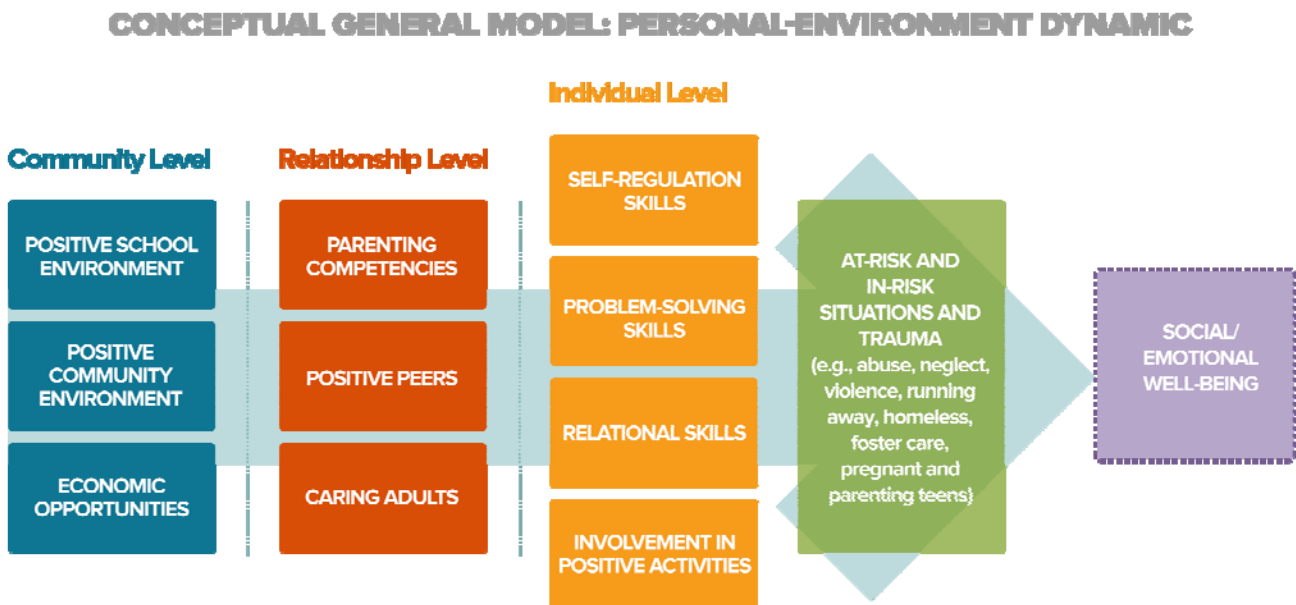 CONCEPTUAL GENERAL MODEL: PERSONAL-ENVIRONMENT DYNAMIC
Community Level
POSITIVE SCHOOL
ENVIRONMENT
POSITIVE
COMMUNITY
ENVIRONMENT
ECONOMIC
OPPORTUNITIES
Relationship Level
PARENTING
COMPETENCIES
POSITIVE PEERS
CARING ADULTS
Individual Level
SELF-REGULATION
SKILLS
PROBLEM-SOLVING
SKILLS
RELATIONAL SKILLS
INVOLVEMENT IN
POSITIVE ACTIVITIES
AT-RISK AND
IN-RISK
SITUATIONS AND
TRAUMA
(e.g., abuse, neglect,
violence, running
away, homeless,
foster care,
pregnant and
parenting teens)
SOCIAL/
EMOTIONAL
WELL-BEING